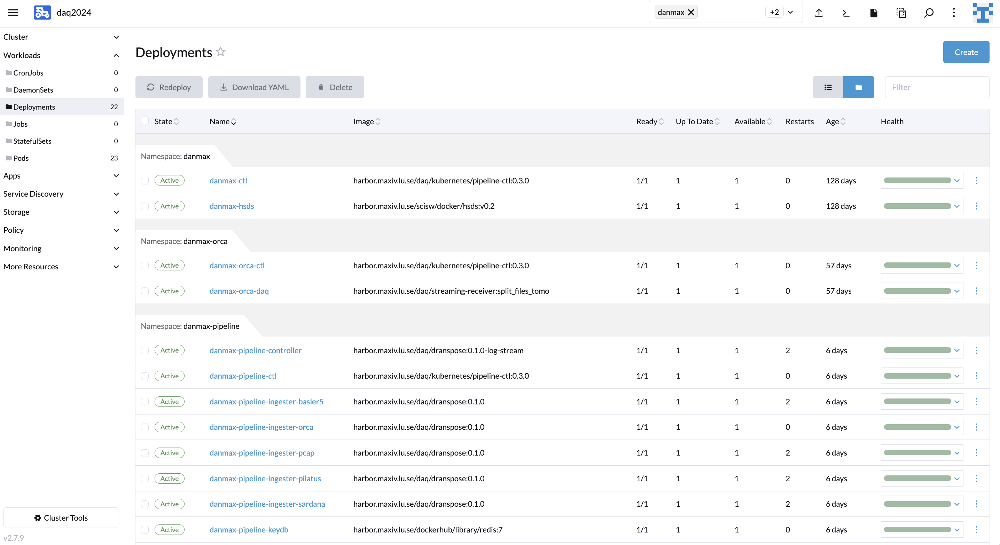 daq2024
danmax
+2
Cluster
Workloads
CronJobs 0
DaemonSets 0
Deployments 22
Jobs 0
StatefulSets 0
Pods 23
Apps
Service Discovery
Storage
Policy
Monitoring
More Resources
Cluster Tools
v2.7.9
Deployments
Create
Redeploy
Download YAML
Delete
Filter
State Name Image Ready Up To Date Available Restarts Age Health
Namespace: danmax
Active danmax-ctl harbor.maxiv.lu.se/daq/kubernetes/pipeline-ctl:0.3.0 1/1 1 1 0 128 days
Active danmax-hsds harbor.maxiv.lu.se/scisw/docker/hsds:v0.2 1/1 1 1 0 128 days
Namespace: danmax-orca
Active danmax-orca-ctl harbor.maxiv.lu.se/daq/kubernetes/pipeline-ctl:0.3.0 1/1 1 1 0 57 days
Active danmax-orca-daq harbor.maxiv.lu.se/daq/streaming-receiver:split_files_tomo 1/1 1 1 0 57 days
Namespace: danmax-pipeline
Active danmax-pipeline-controller harbor.maxiv.lu.se/daq/dranspose:0.1.0-log-stream 1/1 1 1 2 6 days
Active danmax-pipeline-ctl harbor.maxiv.lu.se/daq/kubernetes/pipeline-ctl:0.3.0 1/1 1 1 0 6 days
Active danmax-pipeline-ingester-basler5 harbor.maxiv.lu.se/daq/dranspose:0.1.0 1/1 1 1 2 6 days
Active danmax-pipeline-ingester-orca harbor.maxiv.lu.se/daq/dranspose:0.1.0 1/1 1 1 0 6 days
Active danmax-pipeline-ingester-pcap harbor.maxiv.lu.se/daq/dranspose:0.1.0 1/1 1 1 2 6 days
Active danmax-pipeline-ingester-pilatus harbor.maxiv.lu.se/daq/dranspose:0.1.0 1/1 1 1 2 6 days
Active danmax-pipeline-ingester-sardana harbor.maxiv.lu.se/daq/dranspose:0.1.0 1/1 1 1 2 6 days
Active danmax-pipeline-keydb harbor.maxiv.lu.se/dockerhub/library/redis:7 1/1 1 1 0 6 days